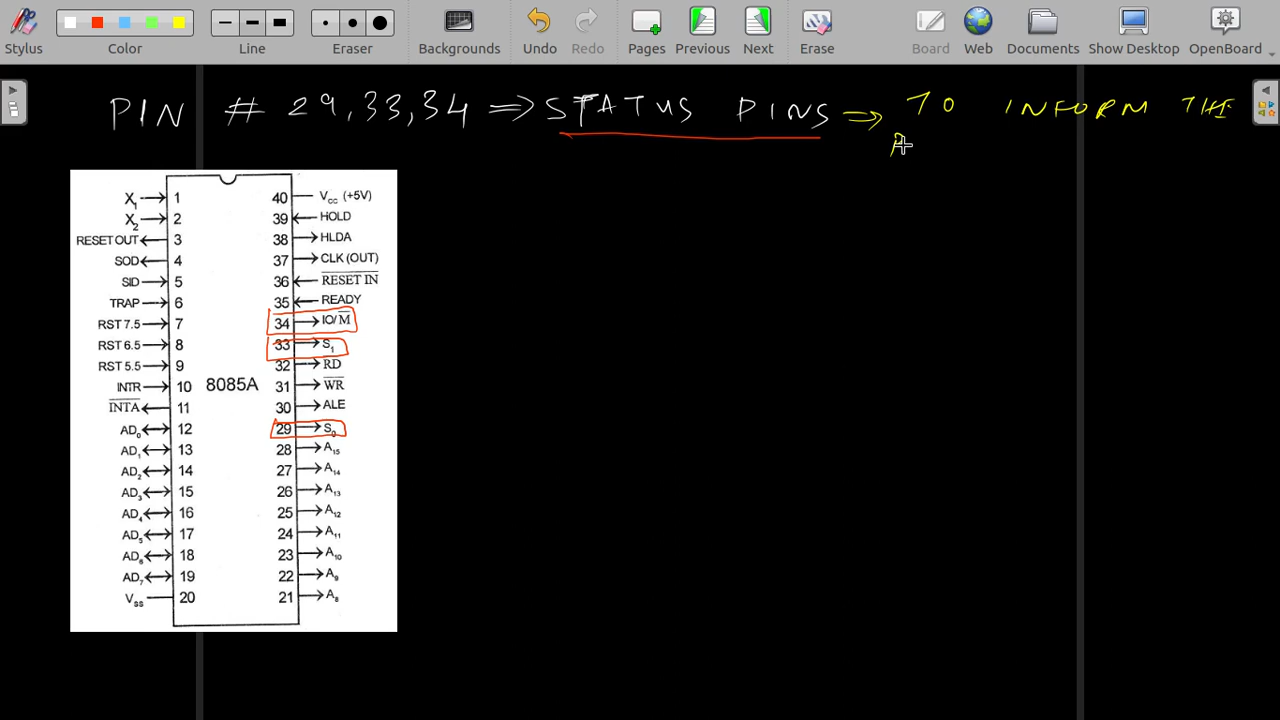 Stylus
Color
Line
Eraser
Backgrounds
Undo
Redo
Pages
Previous
Next
Erase
Board
Web
Documents
Show Desktop
OpenBoard
PIN # 29,33,34 ⇒ STATUS PINS ⇒ TO INFORM THE
X1 1
X2 2
RESET OUT 3
SOD 4
SID 5
TRAP 6
RST 7.5 7
RST 6.5 8
RST 5.5 9
INTR 10
INTA 11
AD0 12
AD1 13
AD2 14
AD3 15
AD4 16
AD5 17
AD6 18
AD7 19
VSS 20
8085A
40 VCC (+5V)
39 HOLD
38 HLDA
37 CLK (OUT)
36 RESET IN
35 READY
34 IO/M
33 S1
32 RD
31 WR
30 ALE
29 S0
28 A15
27 A14
26 A13
25 A12
24 A11
23 A10
22 A9
21 A8